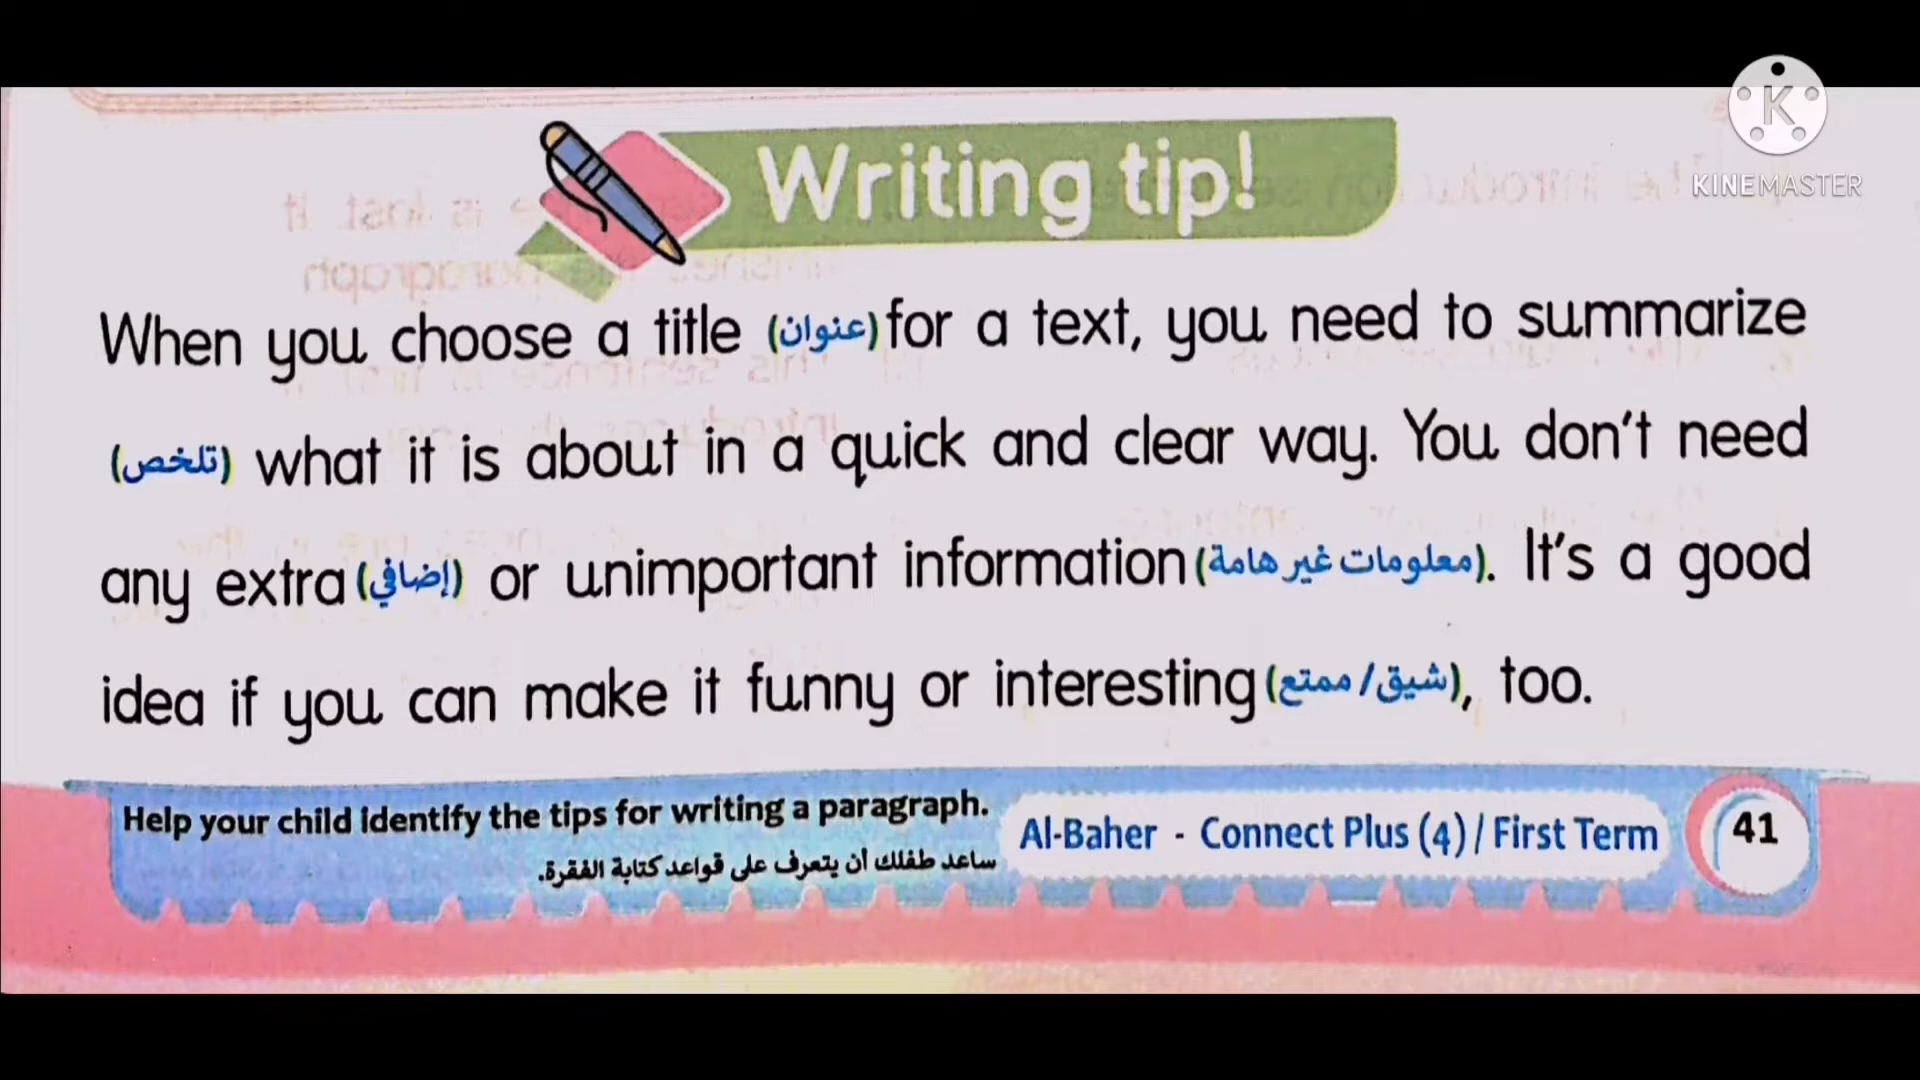 KINEMASTER
Writing tip!
When you choose a title (عنوان) for a text, you need to summarize
(تلخص) what it is about in a quick and clear way. You don't need
any extra (إضافي) or unimportant information (معلومات غير هامة). It's a good
idea if you can make it funny or interesting (شيق/ ممتع), too.
Help your child identify the tips for writing a paragraph.
ساعد طفلك أن يتعرف على قواعد كتابة الفقرة.
Al-Baher - Connect Plus (4) / First Term
41